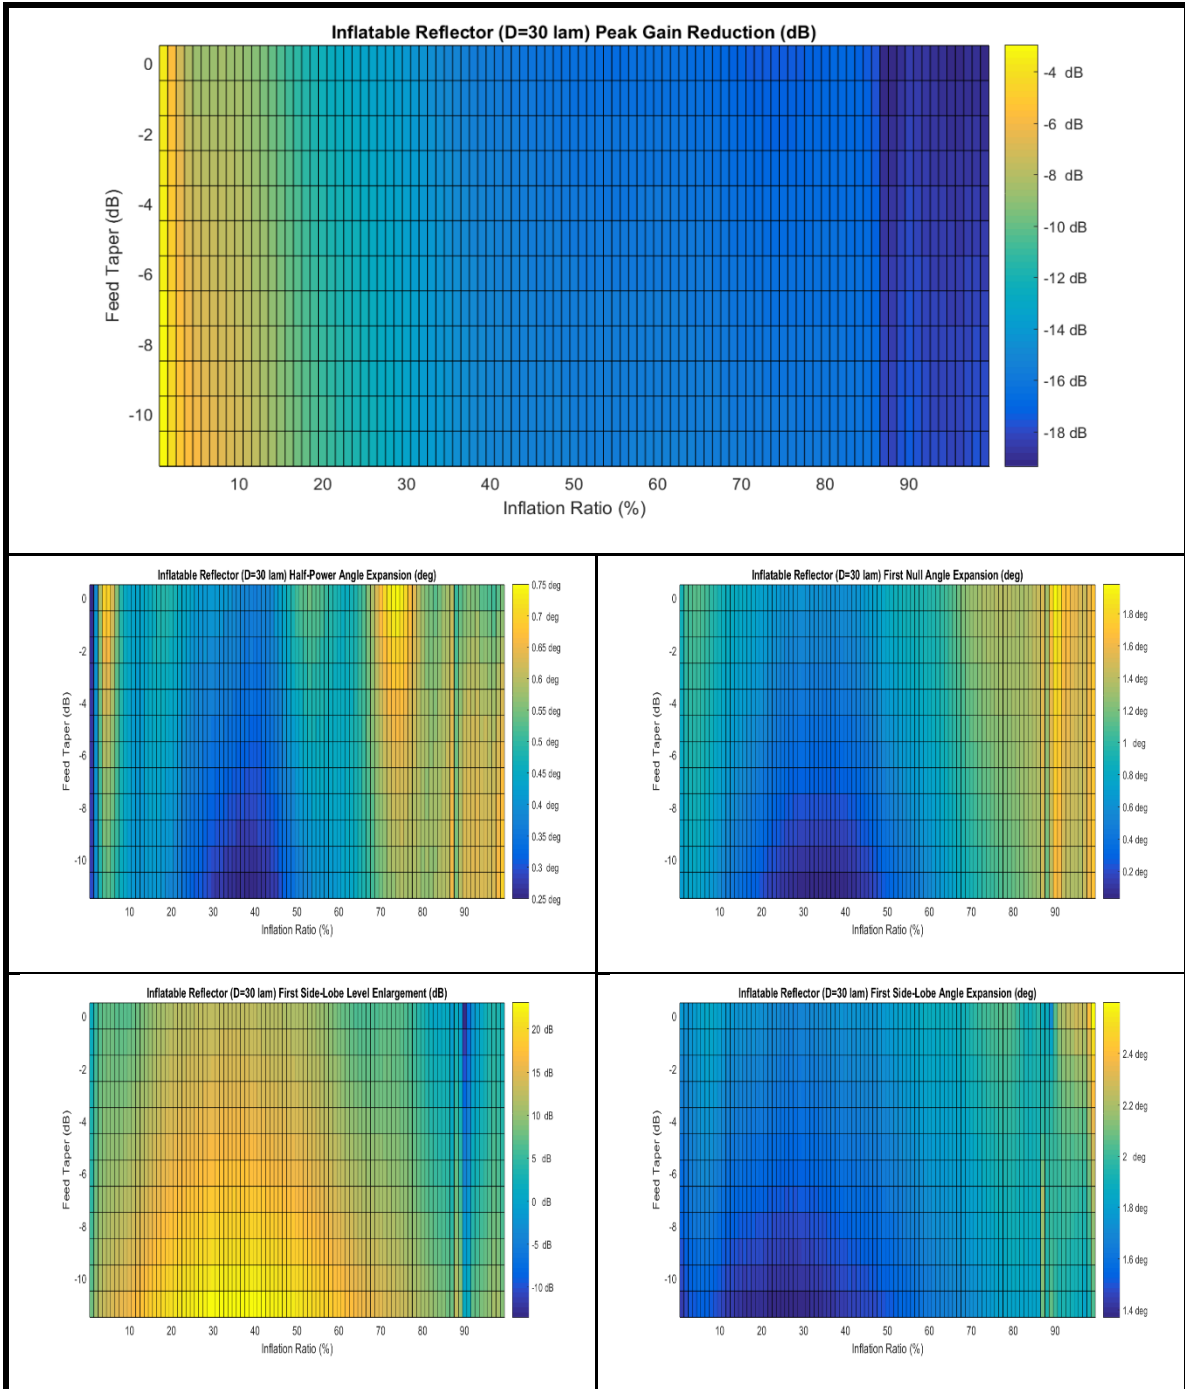 Inflatable Reflector (D=30 lam) Peak Gain Reduction (dB)
0
-2
-4
-6
-8
-10
Feed Taper (dB)
10 20 30 40 50 60 70 80 90
Inflation Ratio (%)
-4 dB
-6 dB
-8 dB
-10 dB
-12 dB
-14 dB
-16 dB
-18 dB
Inflatable Reflector (D=30 lam) Half-Power Angle Expansion (deg)
0
-2
-4
-6
-8
-10
Feed Taper (dB)
10 20 30 40 50 60 70 80 90
Inflation Ratio (%)
0.75 deg
0.7 deg
0.65 deg
0.6 deg
0.55 deg
0.5 deg
0.45 deg
0.4 deg
0.35 deg
0.3 deg
0.25 deg
Inflatable Reflector (D=30 lam) First Null Angle Expansion (deg)
0
-2
-4
-6
-8
-10
Feed Taper (dB)
10 20 30 40 50 60 70 80 90
Inflation Ratio (%)
1.8 deg
1.6 deg
1.4 deg
1.2 deg
1 deg
0.8 deg
0.6 deg
0.4 deg
0.2 deg
Inflatable Reflector (D=30 lam) First Side-Lobe Level Enlargement (dB)
0
-2
-4
-6
-8
-10
Feed Taper (dB)
10 20 30 40 50 60 70 80 90
Inflation Ratio (%)
20 dB
15 dB
10 dB
5 dB
0 dB
-5 dB
-10 dB
Inflatable Reflector (D=30 lam) First Side-Lobe Angle Expansion (deg)
0
-2
-4
-6
-8
-10
Feed Taper (dB)
10 20 30 40 50 60 70 80 90
Inflation Ratio (%)
2.4 deg
2.2 deg
2 deg
1.8 deg
1.6 deg
1.4 deg